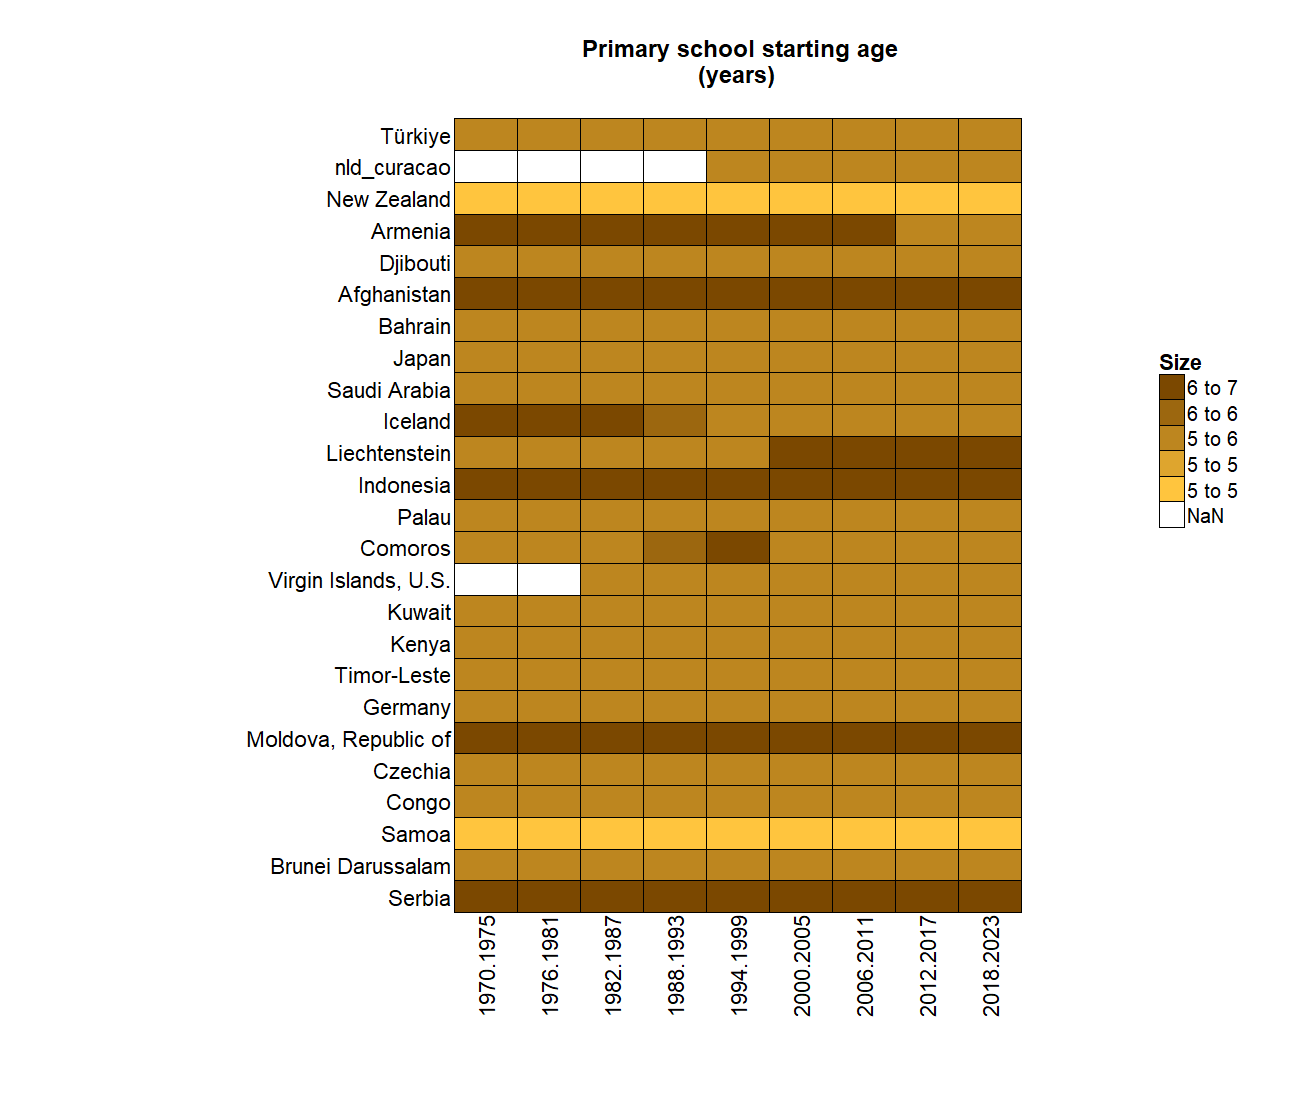 Primary school starting age
(years)
Türkiye
nld_curacao
New Zealand
Armenia
Djibouti
Afghanistan
Bahrain
Japan
Saudi Arabia
Iceland
Liechtenstein
Indonesia
Palau
Comoros
Virgin Islands, U.S.
Kuwait
Kenya
Timor-Leste
Germany
Moldova, Republic of
Czechia
Congo
Samoa
Brunei Darussalam
Serbia
1970.1975
1976.1981
1982.1987
1988.1993
1994.1999
2000.2005
2006.2011
2012.2017
2018.2023
Size
6 to 7
6 to 6
5 to 6
5 to 5
5 to 5
NaN